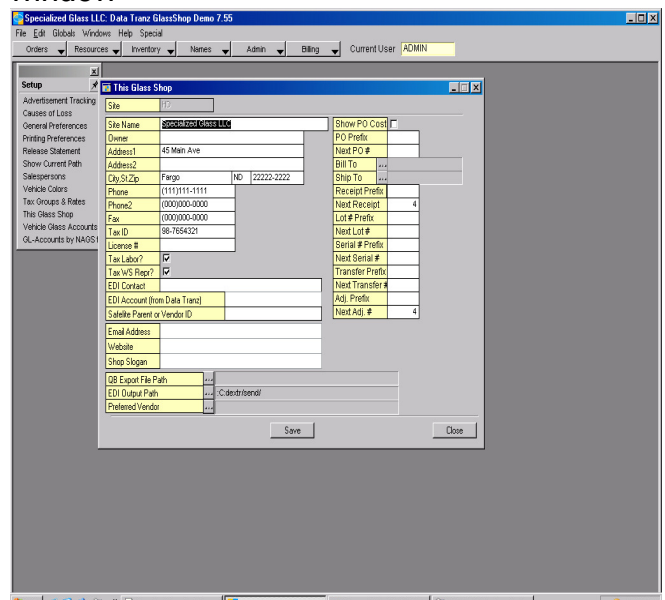 window
Specialized Glass LLC: Data Tranz GlassShop Demo 7.55
File Edit Globals Windows Help Special
Orders Resources Inventory Names Admin Billing Current User ADMIN
Setup
Advertisement Tracking
Causes of Loss
General Preferences
Printing Preferences
Release Statement
Show Current Path
Salespersons
Vehicle Colors
Tax Groups & Rates
This Glass Shop
Vehicle Glass Accounts
GL-Accounts by NAGS
This Glass Shop
Site
Site Name Specialized Glass LLC
Owner
Address1 45 Main Ave
Address2
City,St,Zip Fargo ND 22222-2222
Phone (111)111-1111
Phone2 (000)000-0000
Fax (000)000-0000
Tax ID 98-7654321
License #
Tax Labor?
Tax WS Repr?
EDI Contact
EDI Account (from Data Tranz)
Safelite Parent or Vendor ID
Email Address
Website
Shop Slogan
QB Export File Path ...
EDI Output Path ... :C:dextr/send/
Preferred Vendor ...
Show PO Cost
PO Prefix
Next PO #
Bill To ...
Ship To ...
Receipt Prefix
Next Receipt 4
Lot # Prefix
Next Lot #
Serial # Prefix
Next Serial #
Transfer Prefix
Next Transfer #
Adj. Prefix
Next Adj. # 4
Save Close